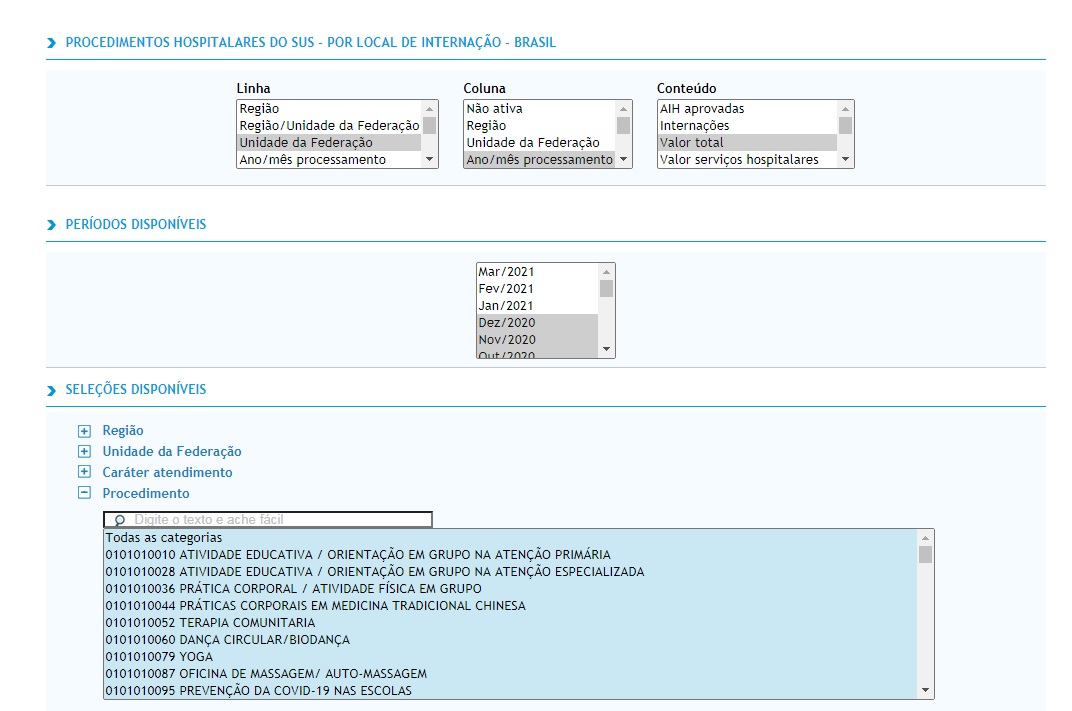 PROCEDIMENTOS HOSPITALARES DO SUS - POR LOCAL DE INTERNAÇÃO - BRASIL
Linha
Região
Região/Unidade da Federação
Unidade da Federação
Ano/mês processamento
Coluna
Não ativa
Região
Unidade da Federação
Ano/mês processamento
Conteúdo
AIH aprovadas
Internações
Valor total
Valor serviços hospitalares
PERÍODOS DISPONÍVEIS
Mar/2021
Fev/2021
Jan/2021
Dez/2020
Nov/2020
Out/2020
SELEÇÕES DISPONÍVEIS
Região
Unidade da Federação
Caráter atendimento
Procedimento
Digite o texto e ache fácil
Todas as categorias
0101010010 ATIVIDADE EDUCATIVA / ORIENTAÇÃO EM GRUPO NA ATENÇÃO PRIMÁRIA
0101010028 ATIVIDADE EDUCATIVA / ORIENTAÇÃO EM GRUPO NA ATENÇÃO ESPECIALIZADA
0101010036 PRÁTICA CORPORAL / ATIVIDADE FÍSICA EM GRUPO
0101010044 PRÁTICAS CORPORAIS EM MEDICINA TRADICIONAL CHINESA
0101010052 TERAPIA COMUNITARIA
0101010060 DANÇA CIRCULAR/BIODANÇA
0101010079 YOGA
0101010087 OFICINA DE MASSAGEM/ AUTO-MASSAGEM
0101010095 PREVENÇÃO DA COVID-19 NAS ESCOLAS